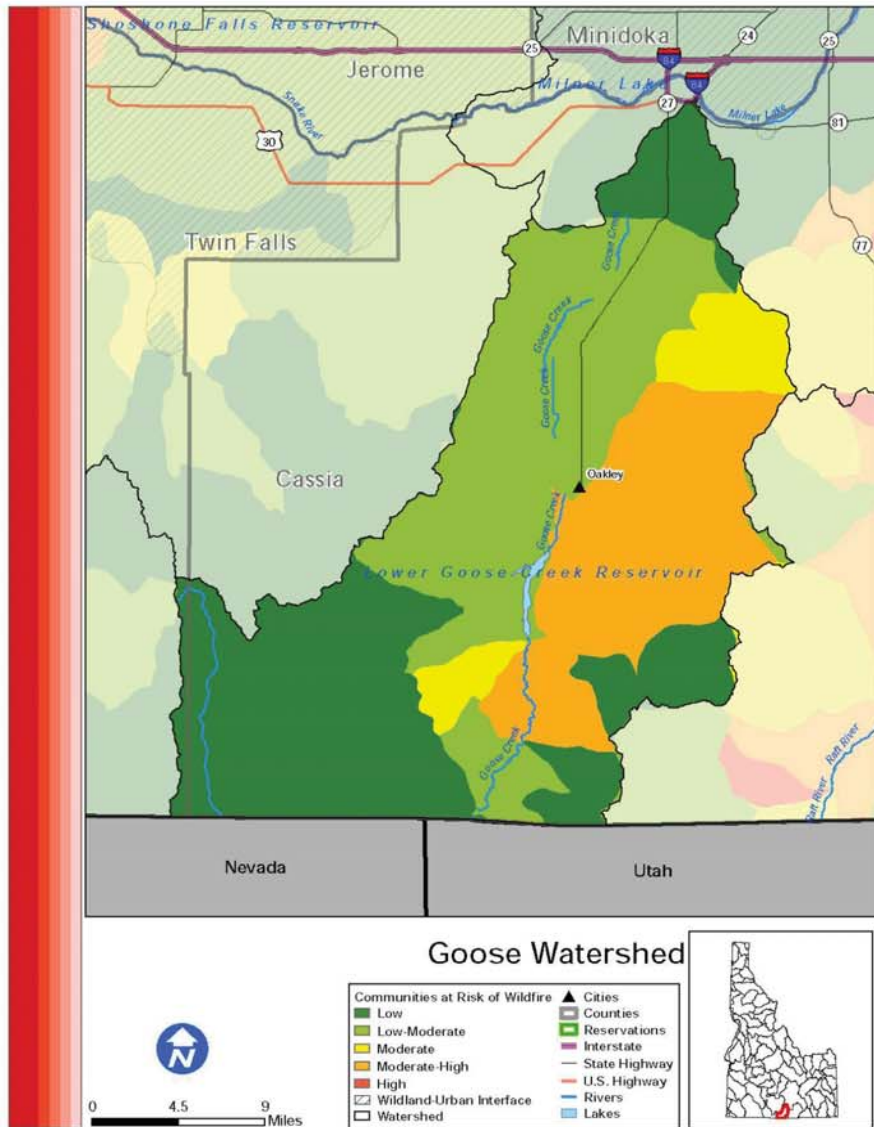 Shoshone Falls Reservoir
Minidoka
24
25
25
Jerome
84
84
Milner Lake
Snake River
27
Milner Lake
81
30
Twin Falls
Goose Creek
77
Goose Creek
Goose Creek
Cassia
Oakley
Goose Creek
Lower Goose Creek Reservoir
Goose Creek
Raft River
Raft River
Nevada
Utah
Goose Watershed
Communities at Risk of Wildfire
Low
Low-Moderate
Moderate
Moderate-High
High
Wildland-Urban Interface
Watershed
Cities
Counties
Reservations
Interstate
State Highway
U.S. Highway
Rivers
Lakes
N
0 4.5 9
Miles